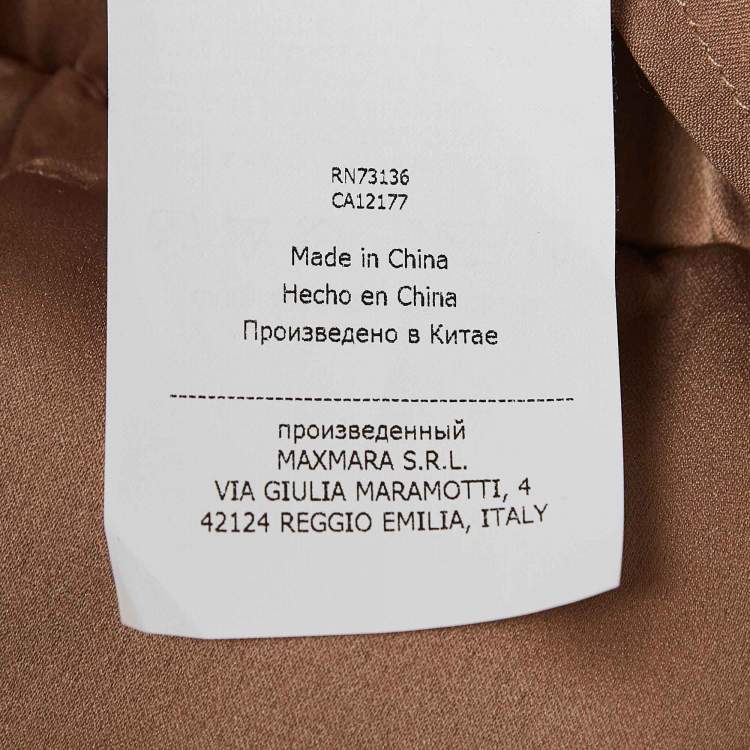 RN73136
CA12177
Made in China
Hecho en China
Произведено в Китае
произведенный
MAXMARA S.R.L.
VIA GIULIA MARAMOTTI, 4
42124 REGGIO EMILIA, ITALY